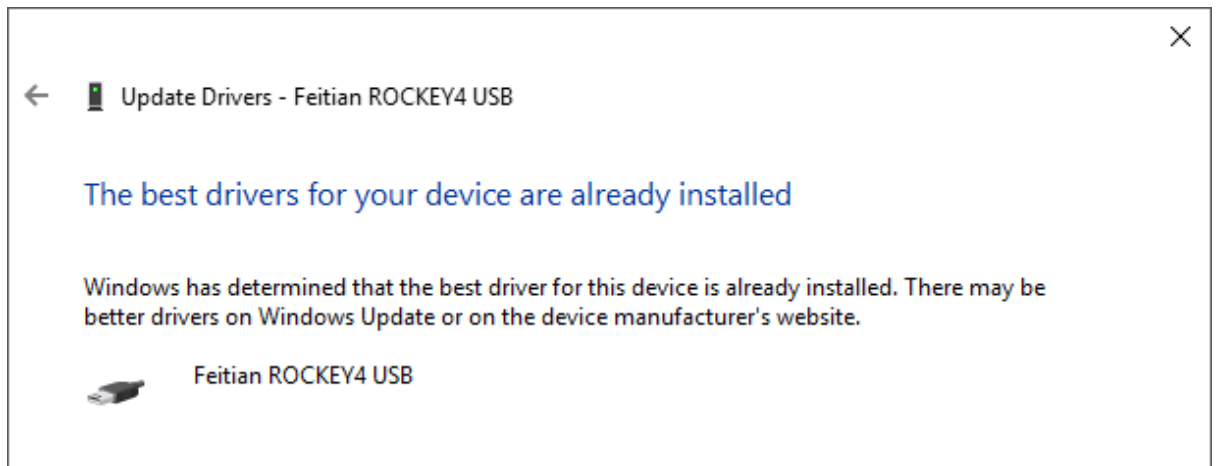 Update Drivers - Feitian ROCKEY4 USB
The best drivers for your device are already installed
Windows has determined that the best driver for this device is already installed. There may be
better drivers on Windows Update or on the device manufacturer's website.
Feitian ROCKEY4 USB